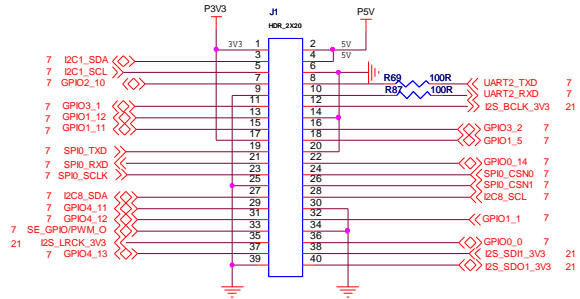 P3V3 J1 P5V
HDR_2X20
3V3 1 2 5V
7 I2C1_SDA 3 4 5V
7 I2C1_SCL 5 6
7 GPIO2_10 7 8 R69 100R UART2_TXD 7
9 10 R87 100R UART2_RXD 7
7 GPIO3_1 11 12 I2S_BCLK_3V3 21
7 GPIO1_12 13 14
7 GPIO1_11 15 16 GPIO3_2 7
17 18 GPIO1_5 7
7 SPI0_TXD 19 20
7 SPI0_RXD 21 22 GPIO0_14 7
7 SPI0_SCLK 23 24 SPI0_CSN0 7
25 26 SPI0_CSN1 7
7 I2C8_SDA 27 28 I2C8_SCL 7
7 GPIO4_11 29 30
7 GPIO4_12 31 32 GPIO1_1 7
7 SE_GPIO/PWM_O 33 34
21 I2S_LRCK_3V3 35 36 GPIO0_0 7
7 GPIO4_13 37 38 I2S_SDI1_3V3 21
39 40 I2S_SDO1_3V3 21